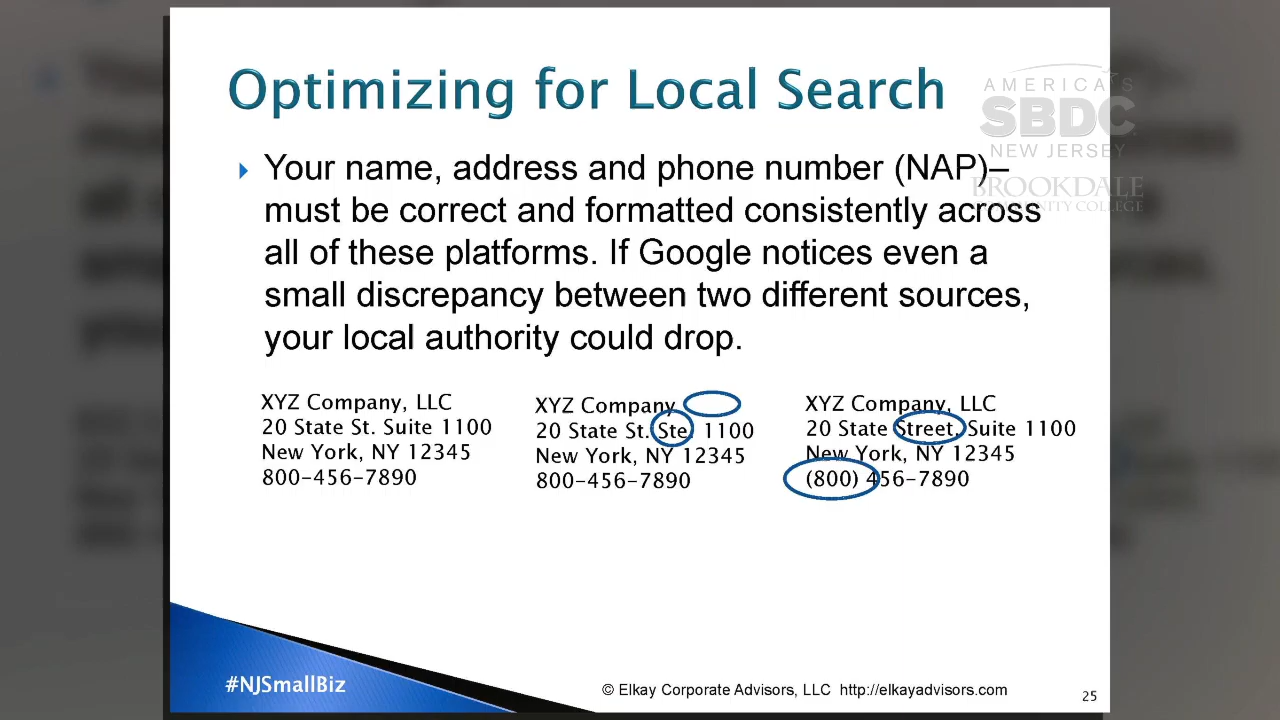 Optimizing for Local Search
AMERICA'S
SBDC
NEW JERSEY
BROOKDALE
COMMUNITY COLLEGE
Your name, address and phone number (NAP)–
must be correct and formatted consistently across
all of these platforms. If Google notices even a
small discrepancy between two different sources,
your local authority could drop.
XYZ Company, LLC
20 State St. Suite 1100
New York, NY 12345
800-456-7890
XYZ Company
20 State St. Ste. 1100
New York, NY 12345
800-456-7890
XYZ Company, LLC
20 State Street, Suite 1100
New York, NY 12345
(800) 456-7890
#NJSmallBiz
© Elkay Corporate Advisors, LLC http://elkayadvisors.com
25